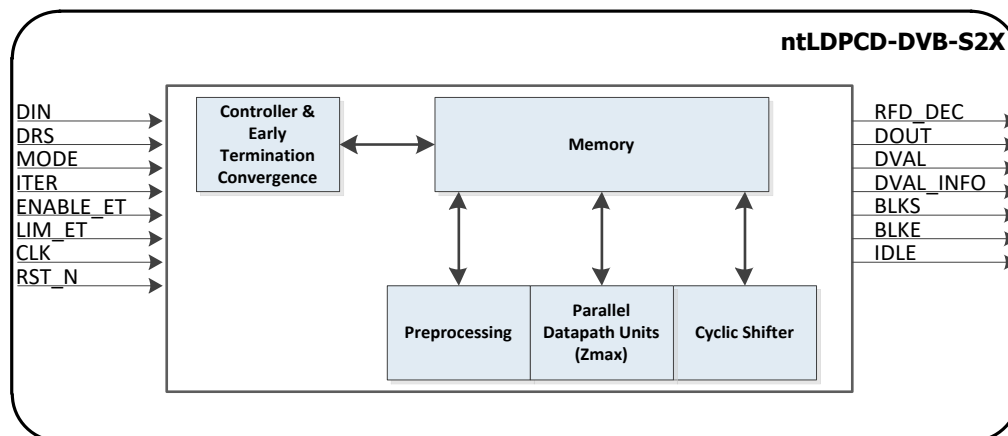 ntLDPCD-DVB-S2X
DIN
DRS
MODE
ITER
ENABLE_ET
LIM_ET
CLK
RST_N
Controller &
Early
Termination
Convergence
Memory
Preprocessing
Parallel
Datapath Units
(Zmax)
Cyclic Shifter
RFD_DEC
DOUT
DVAL
DVAL_INFO
BLKS
BLKE
IDLE